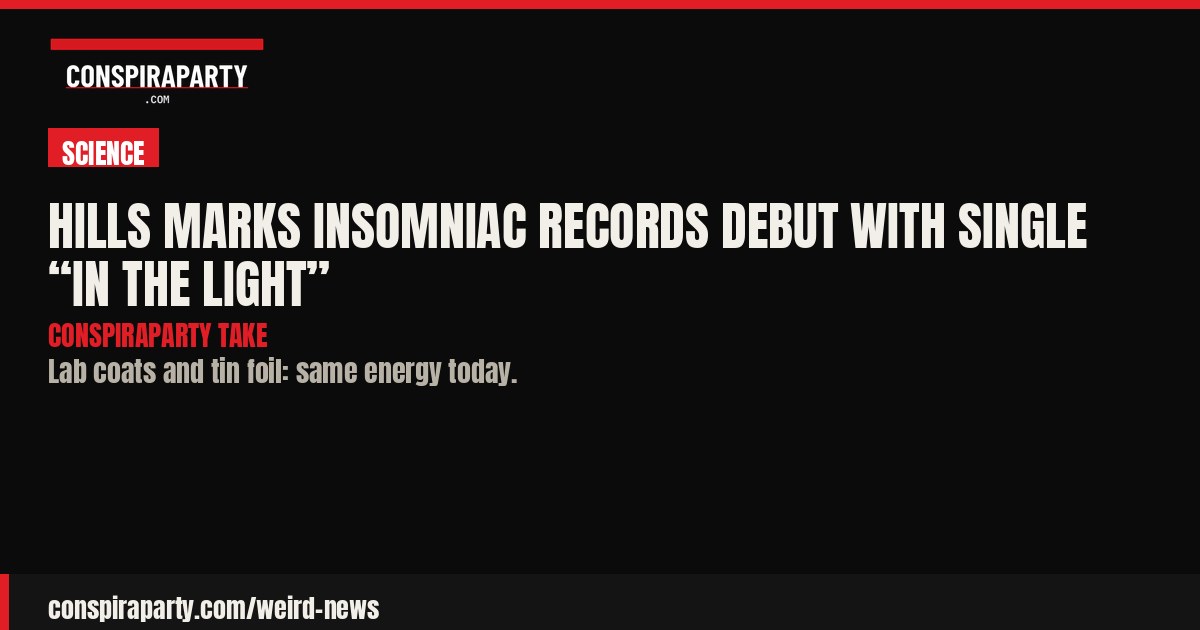 CONSPIRAPARTY
.COM
SCIENCE
HILLS MARKS INSOMNIAC RECORDS DEBUT WITH SINGLE
“IN THE LIGHT”
CONSPIRAPARTY TAKE
Lab coats and tin foil: same energy today.
conspiraparty.com/weird-news